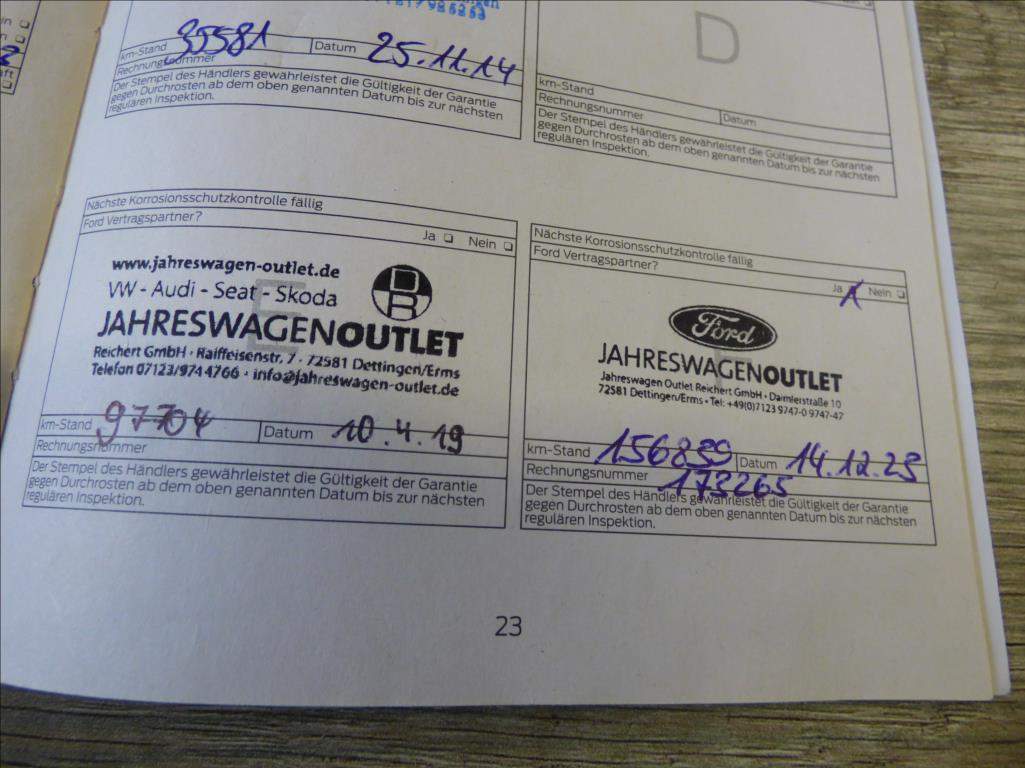 km-Stand 35581 Datum 25.11.14
Rechnungsnummer
Der Stempel des Händlers gewährleistet die Gültigkeit der Garantie
gegen Durchrosten ab dem oben genannten Datum bis zur nächsten
regulären Inspektion.
D
km-Stand
Rechnungsnummer Datum
Der Stempel des Händlers gewährleistet die Gültigkeit der Garantie
gegen Durchrosten ab dem oben genannten Datum bis zur nächsten
regulären Inspektion.
Nächste Korrosionsschutzkontrolle fällig
Ford Vertragspartner?
Ja Nein
www.jahreswagen-outlet.de
VW - Audi - Seat - Skoda
E
JAHRESWAGENOUTLET
Reichert GmbH · Raiffeisenstr. 7 · 72581 Dettingen/Erms
Telefon 07123/9744766 · info@jahreswagen-outlet.de
km-Stand 97704 Datum 10.4.19
Rechnungsnummer
Der Stempel des Händlers gewährleistet die Gültigkeit der Garantie
gegen Durchrosten ab dem oben genannten Datum bis zur nächsten
regulären Inspektion.
Nächste Korrosionsschutzkontrolle fällig
Ford Vertragspartner?
Ja Nein
Ford
F
JAHRESWAGENOUTLET
Jahreswagen Outlet Reichert GmbH · Daimlerstraße 10
72581 Dettingen/Erms · Tel: +49(0)7123 9747-0 9747-47
km-Stand 156839 Datum 14.12.23
Rechnungsnummer 173265
Der Stempel des Händlers gewährleistet die Gültigkeit der Garantie
gegen Durchrosten ab dem oben genannten Datum bis zur nächsten
regulären Inspektion.
23